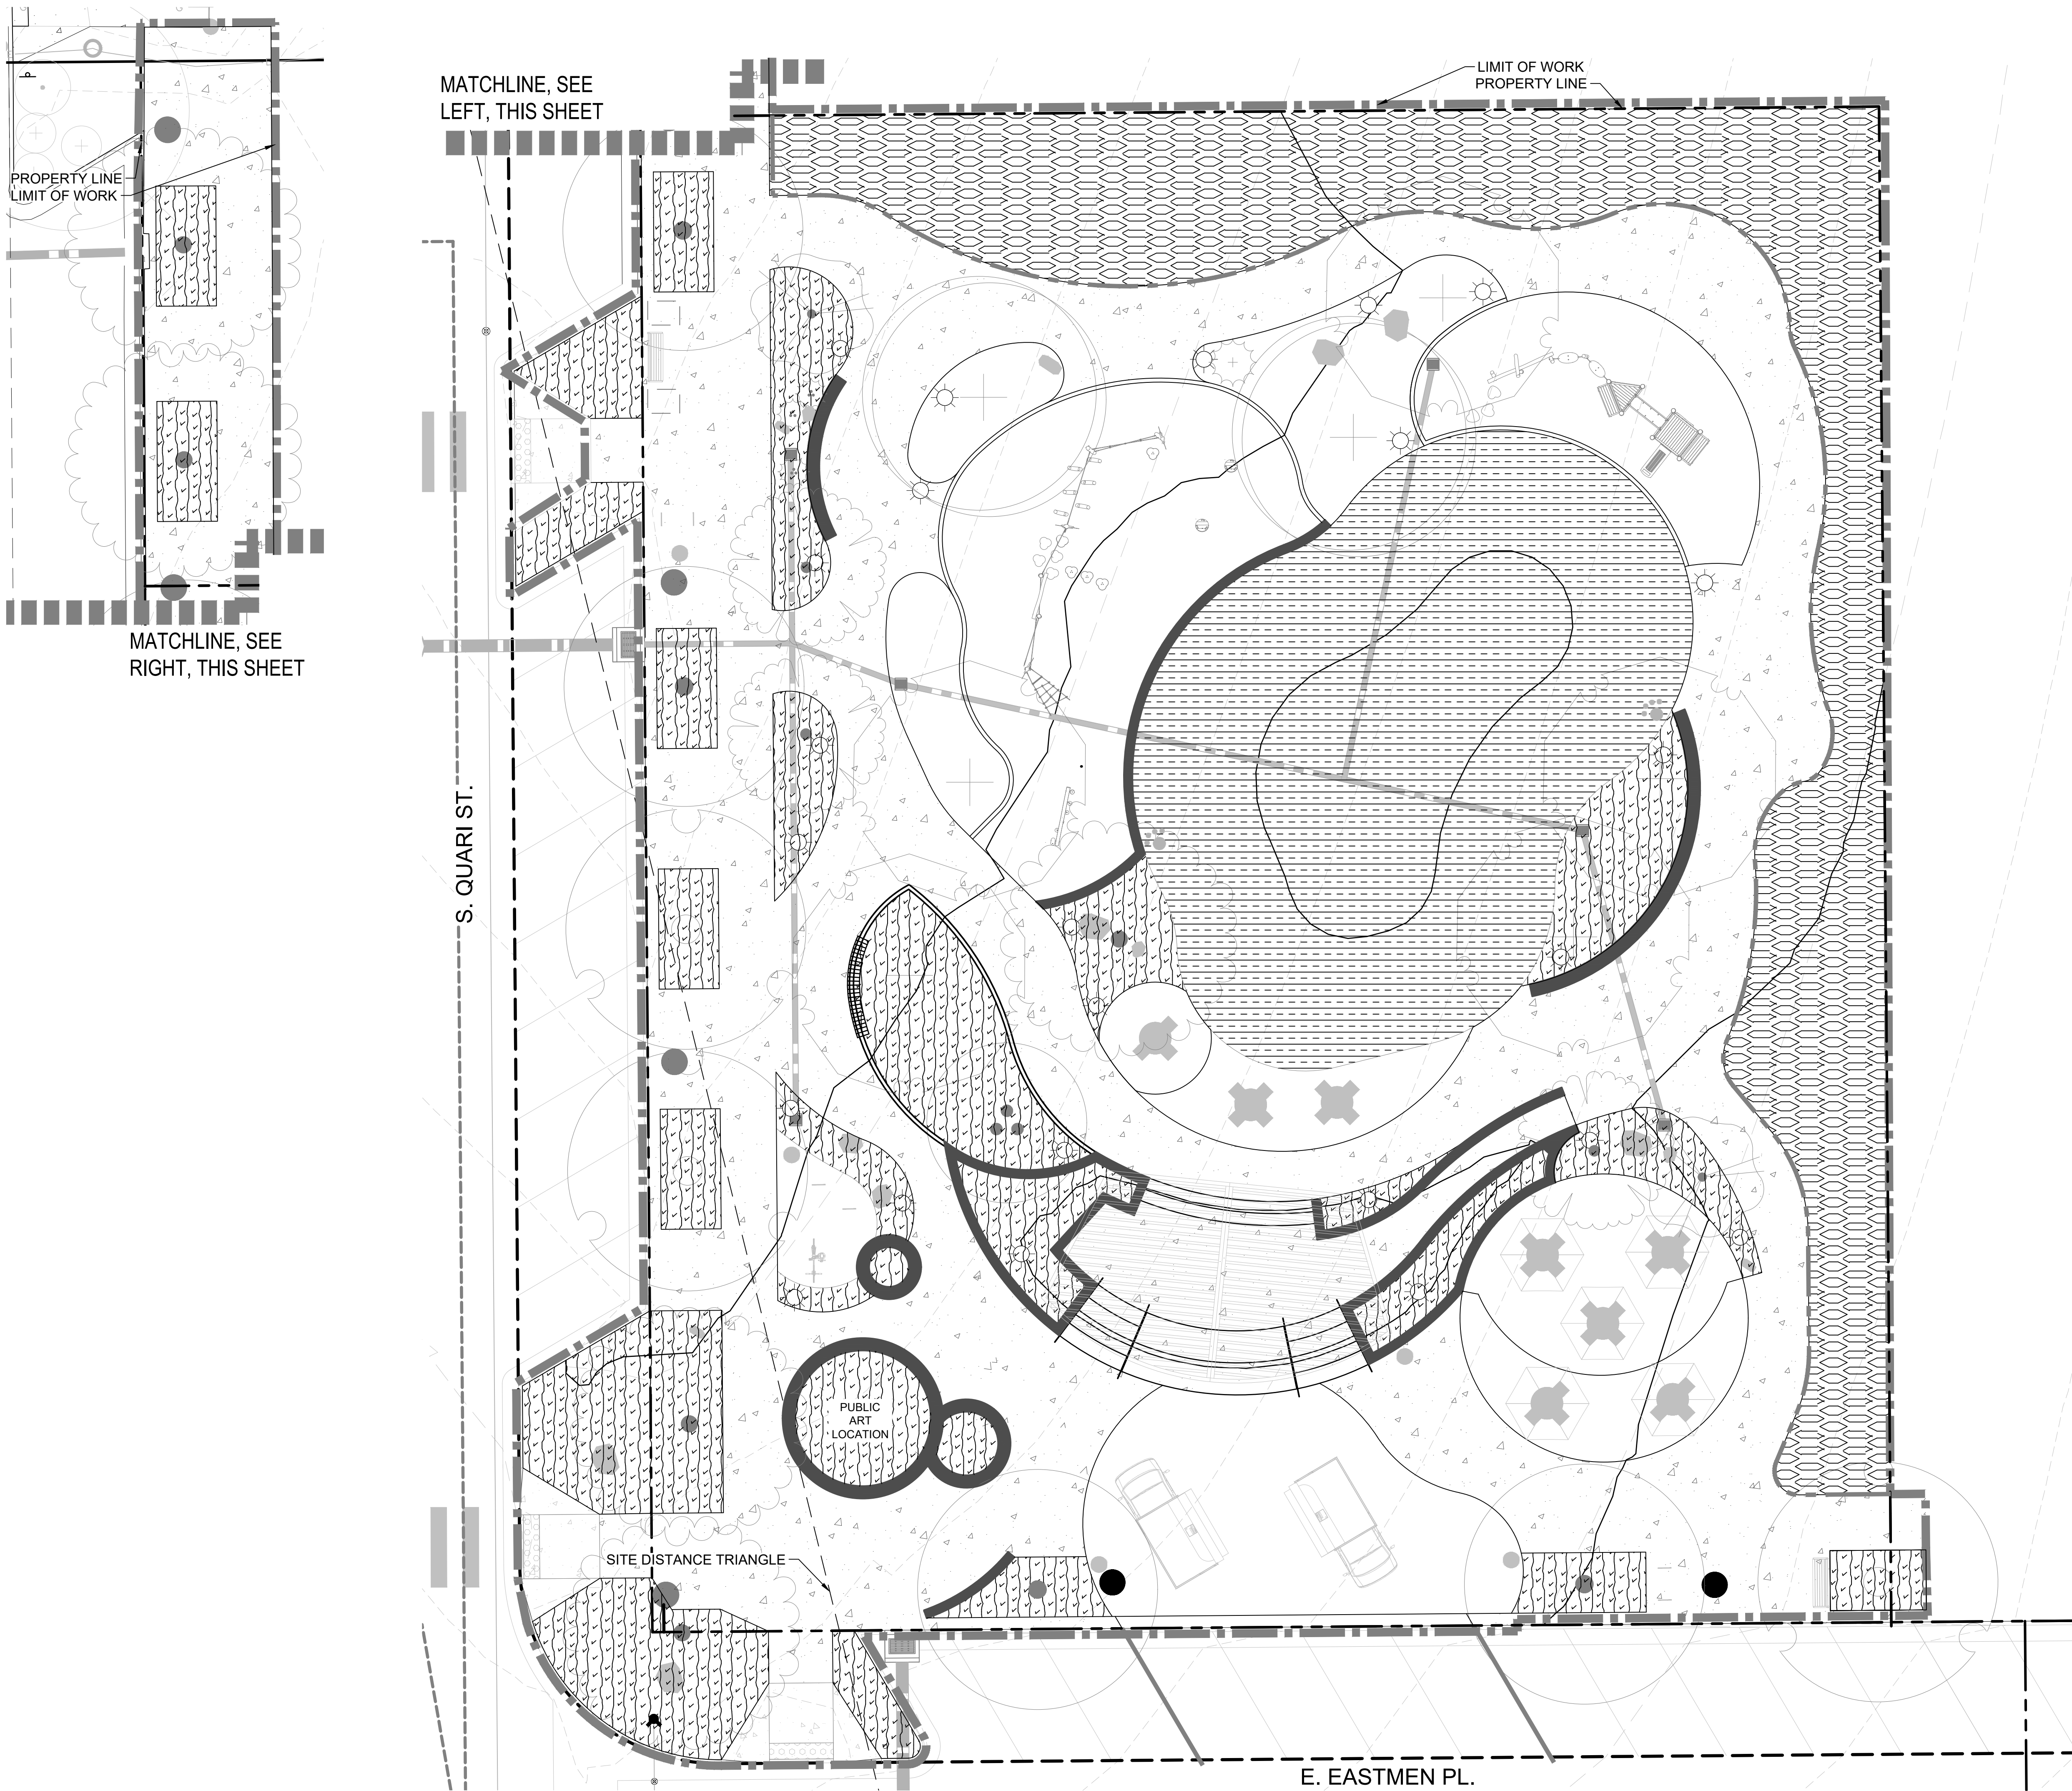 MATCHLINE, SEE
LEFT, THIS SHEET
LIMIT OF WORK
PROPERTY LINE
PROPERTY LINE
LIMIT OF WORK
MATCHLINE, SEE
RIGHT, THIS SHEET
S. QUARI ST.
PUBLIC
ART
LOCATION
SITE DISTANCE TRIANGLE
E. EASTMEN PL.